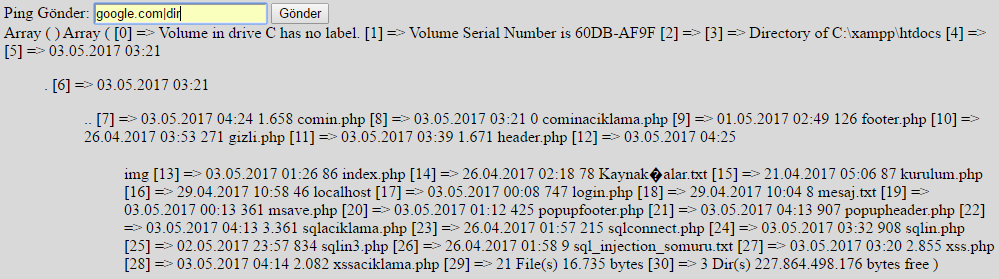 Ping Gönder: google.com|dir Gönder
Array ( ) Array ( [0] => Volume in drive C has no label. [1] => Volume Serial Number is 60DB-AF9F [2] => [3] => Directory of C:\xampp\htdocs [4] =>
[5] => 03.05.2017 03:21
. [6] => 03.05.2017 03:21
.. [7] => 03.05.2017 04:24 1.658 comin.php [8] => 03.05.2017 03:21 0 cominaciklama.php [9] => 01.05.2017 02:49 126 footer.php [10] =>
26.04.2017 03:53 271 gizli.php [11] => 03.05.2017 03:39 1.671 header.php [12] => 03.05.2017 04:25
img [13] => 03.05.2017 01:26 86 index.php [14] => 26.04.2017 02:18 78 Kaynak�alar.txt [15] => 21.04.2017 05:06 87 kurulum.php
[16] => 29.04.2017 10:58 46 localhost [17] => 03.05.2017 00:08 747 login.php [18] => 29.04.2017 10:04 8 mesaj.txt [19] =>
03.05.2017 00:13 361 msave.php [20] => 03.05.2017 01:12 425 popupfooter.php [21] => 03.05.2017 04:13 907 popupheader.php [22]
=> 03.05.2017 04:13 3.361 sqlaciklama.php [23] => 26.04.2017 01:57 215 sqlconnect.php [24] => 03.05.2017 03:32 908 sqlin.php
[25] => 02.05.2017 23:57 834 sqlin3.php [26] => 26.04.2017 01:58 9 sql_injection_somuru.txt [27] => 03.05.2017 03:20 2.855 xss.php
[28] => 03.05.2017 04:14 2.082 xssaciklama.php [29] => 21 File(s) 16.735 bytes [30] => 3 Dir(s) 227.864.498.176 bytes free )